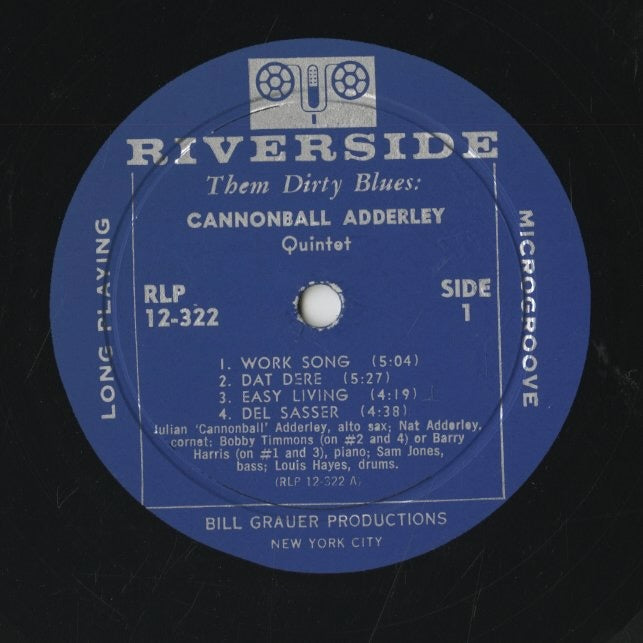 RIVERSIDE
Them Dirty Blues:
CANNONBALL ADDERLEY
Quintet
LONG PLAYING
MICROGROOVE
RLP
12-322
SIDE
1
1. WORK SONG (5:04)
2. DAT DERE (5:27)
3. EASY LIVING (4:19)
4. DEL SASSER (4:38)
Julian 'Cannonball' Adderley, alto sax; Nat Adderley,
cornet; Bobby Timmons (on #2 and 4) or Barry
Harris (on #1 and 3), piano; Sam Jones,
bass; Louis Hayes, drums.
(RLP 12-322 A)
BILL GRAUER PRODUCTIONS
NEW YORK CITY